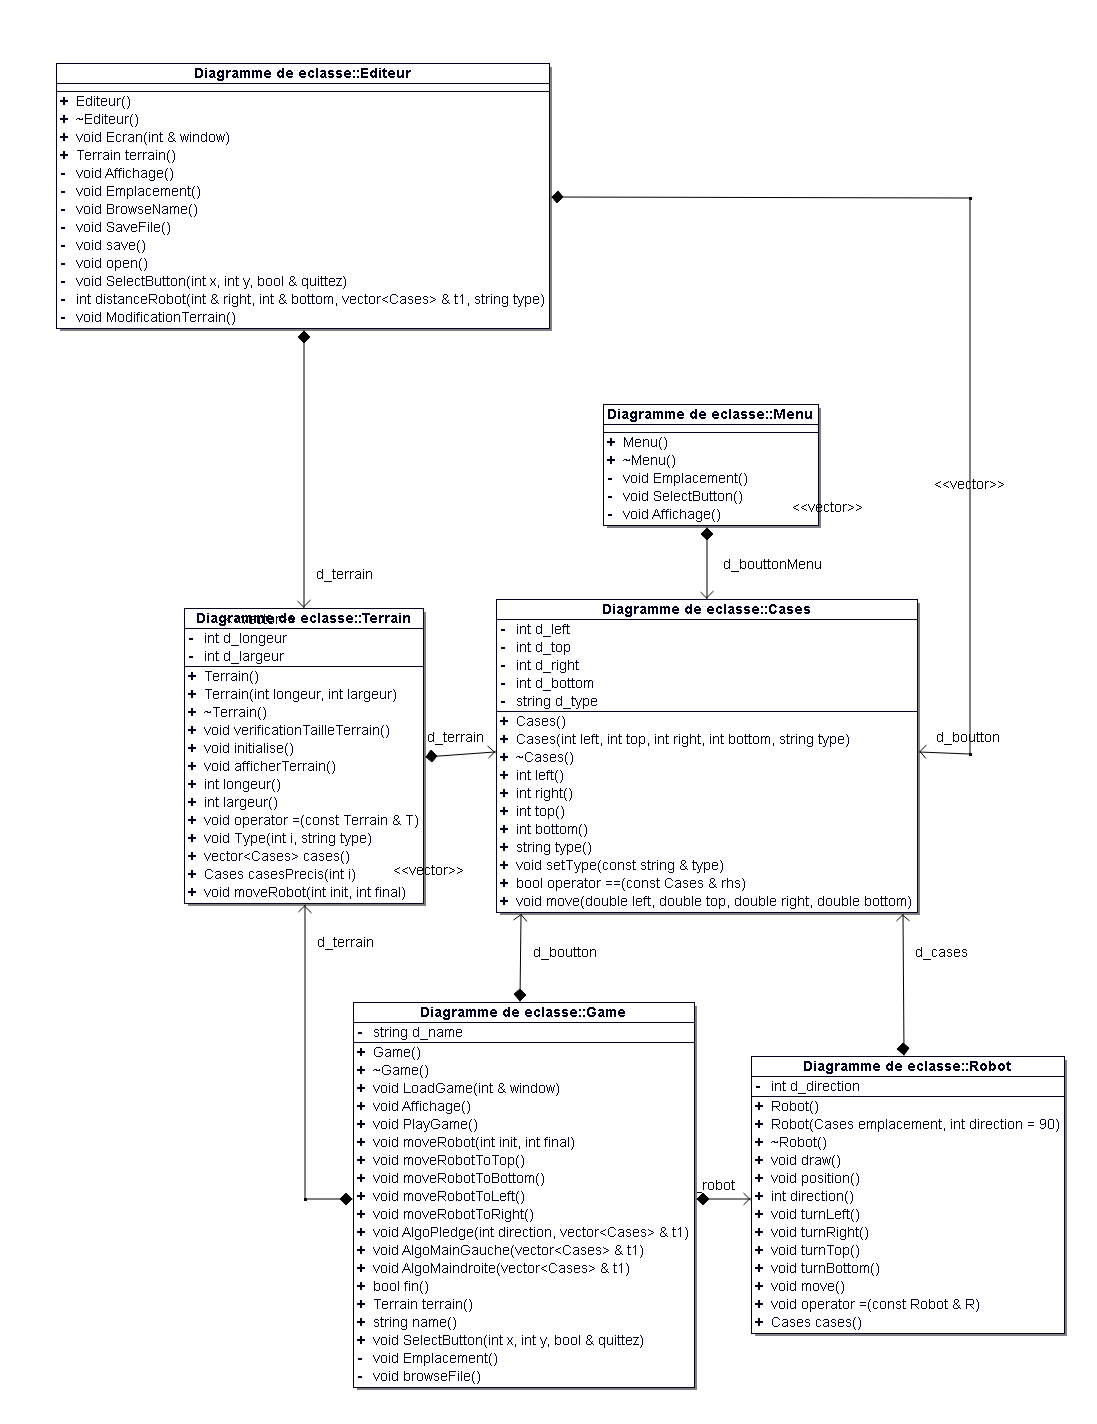 Diagramme de eclasse::Editeur
+ Editeur()
+ ~Editeur()
+ void Ecran(int & window)
+ Terrain terrain()
- void Affichage()
- void Emplacement()
- void BrowseName()
- void SaveFile()
- void save()
- void open()
- void SelectButton(int x, int y, bool & quittez)
- int distanceRobot(int & right, int & bottom, vector<Cases> & t1, string type)
- void ModificationTerrain()
Diagramme de eclasse::Menu
+ Menu()
+ ~Menu()
- void Emplacement()
- void SelectButton()
- void Affichage()
<<vector>>
<<vector>>
d_bouttonMenu
d_terrain
Diagramme de eclasse::Terrain
- int d_longeur
- int d_largeur
+ Terrain()
+ Terrain(int longeur, int largeur)
+ ~Terrain()
+ void verificationTailleTerrain()
+ void initialise()
+ void afficherTerrain()
+ int longeur()
+ int largeur()
+ void operator =(const Terrain & T)
+ void Type(int i, string type)
+ vector<Cases> cases()
+ Cases casesPrecis(int i)
+ void moveRobot(int init, int final)
d_terrain
<<vector>>
Diagramme de eclasse::Cases
- int d_left
- int d_top
- int d_right
- int d_bottom
- string d_type
+ Cases()
+ Cases(int left, int top, int right, int bottom, string type)
+ ~Cases()
+ int left()
+ int right()
+ int top()
+ int bottom()
+ string type()
+ void setType(const string & type)
+ bool operator ==(const Cases & rhs)
+ void move(double left, double top, double right, double bottom)
d_boutton
d_terrain
d_boutton
d_cases
Diagramme de eclasse::Game
- string d_name
+ Game()
+ ~Game()
+ void LoadGame(int & window)
+ void Affichage()
+ void PlayGame()
+ void moveRobot(int init, int final)
+ void moveRobotToTop()
+ void moveRobotToBottom()
+ void moveRobotToLeft()
+ void moveRobotToRight()
+ void AlgoPledge(int direction, vector<Cases> & t1)
+ void AlgoMainGauche(vector<Cases> & t1)
+ void AlgoMaindroite(vector<Cases> & t1)
+ bool fin()
+ Terrain terrain()
+ string name()
+ void SelectButton(int x, int y, bool & quittez)
- void Emplacement()
- void browseFile()
_robot
Diagramme de eclasse::Robot
- int d_direction
+ Robot()
+ Robot(Cases emplacement, int direction = 90)
+ ~Robot()
+ void draw()
+ void position()
+ int direction()
+ void turnLeft()
+ void turnRight()
+ void turnTop()
+ void turnBottom()
+ void move()
+ void operator =(const Robot & R)
+ Cases cases()